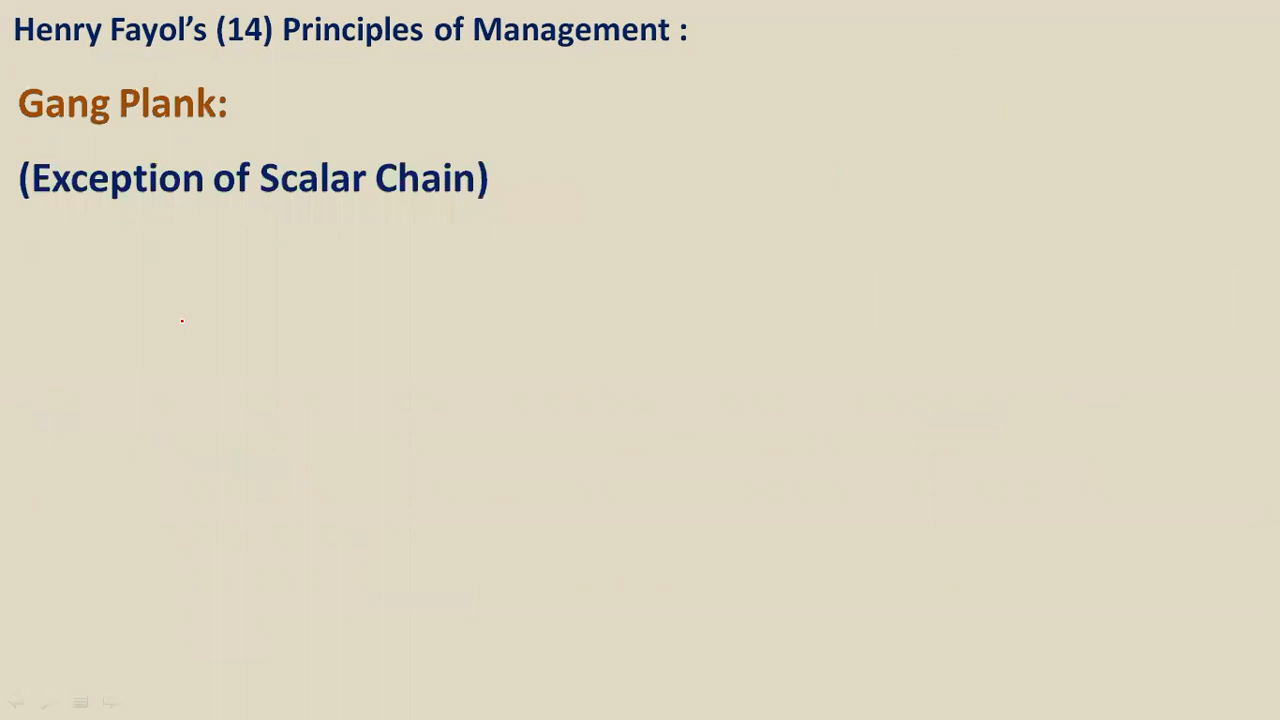 Henry Fayol’s (14) Principles of Management :
Gang Plank:
(Exception of Scalar Chain)